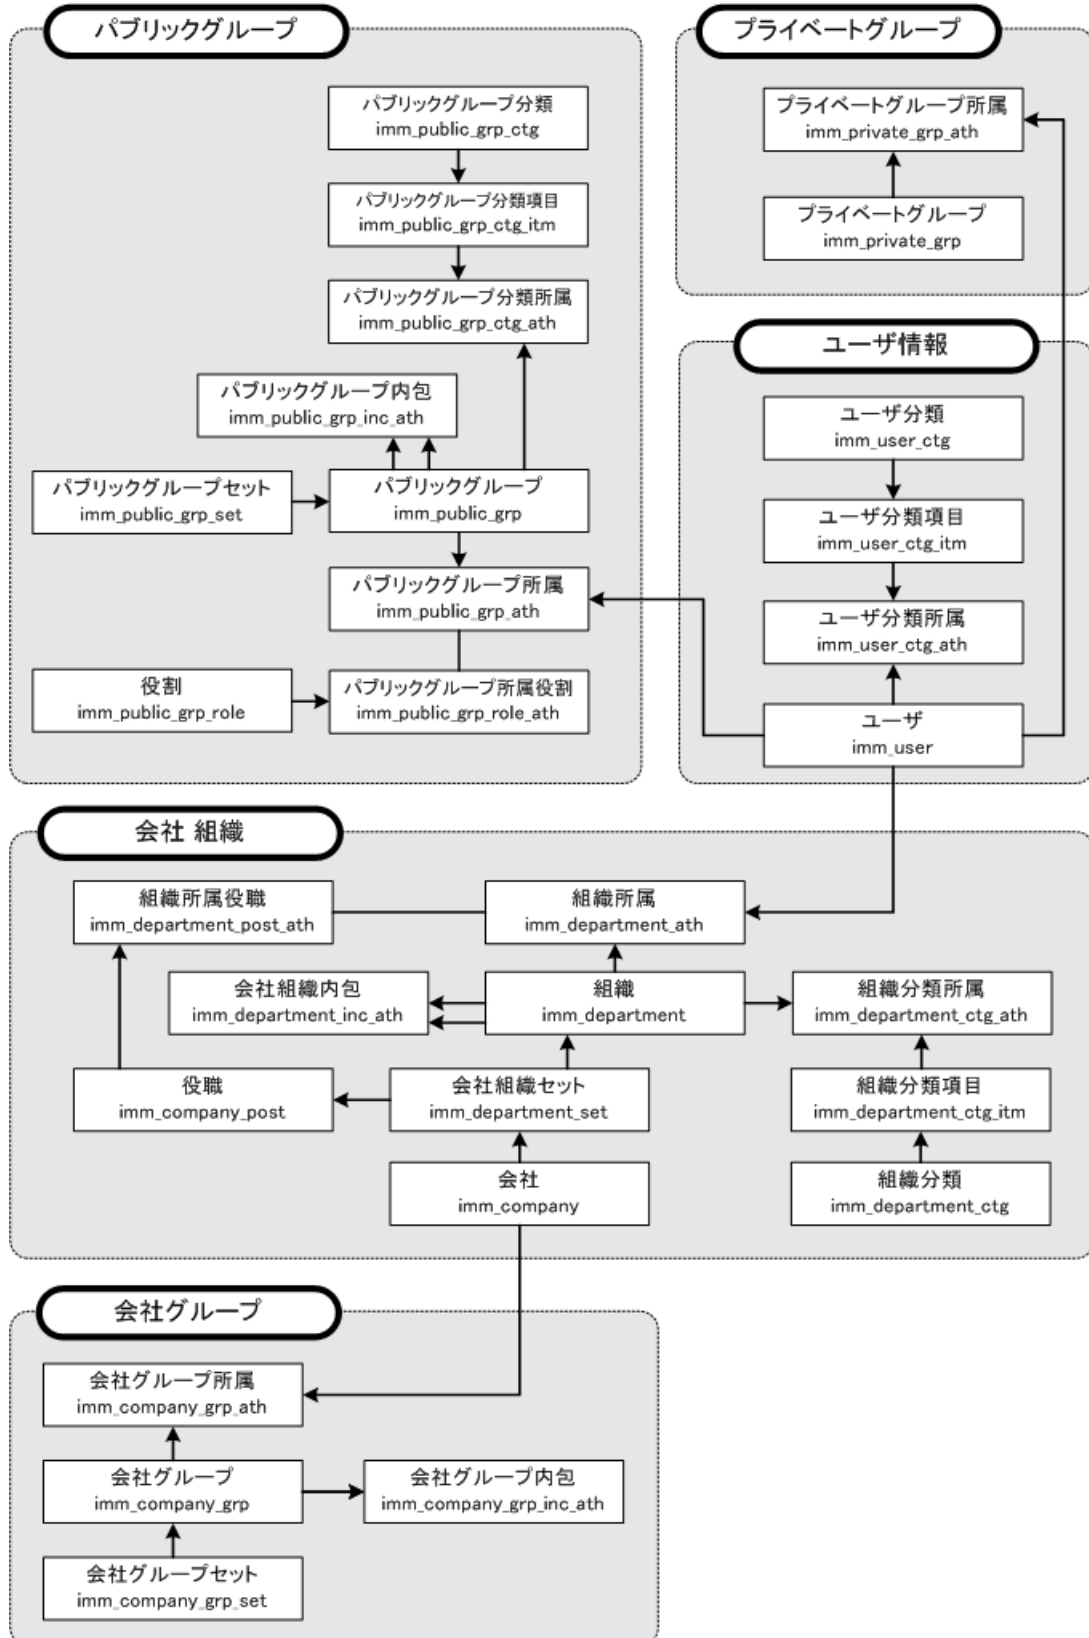 パブリックグループ
パブリックグループ分類
imm_public_grp_ctg
パブリックグループ分類項目
imm_public_grp_ctg_itm
パブリックグループ分類所属
imm_public_grp_ctg_ath
パブリックグループ内包
imm_public_grp_inc_ath
パブリックグループセット
imm_public_grp_set
パブリックグループ
imm_public_grp
パブリックグループ所属
imm_public_grp_ath
役割
imm_public_grp_role
パブリックグループ所属役割
imm_public_grp_role_ath
プライベートグループ
プライベートグループ所属
imm_private_grp_ath
プライベートグループ
imm_private_grp
ユーザ情報
ユーザ分類
imm_user_ctg
ユーザ分類項目
imm_user_ctg_itm
ユーザ分類所属
imm_user_ctg_ath
ユーザ
imm_user
会社 組織
組織所属役職
imm_department_post_ath
組織所属
imm_department_ath
会社組織内包
imm_department_inc_ath
組織
imm_department
組織分類所属
imm_department_ctg_ath
役職
imm_company_post
会社組織セット
imm_department_set
組織分類項目
imm_department_ctg_itm
会社
imm_company
組織分類
imm_department_ctg
会社グループ
会社グループ所属
imm_company_grp_ath
会社グループ
imm_company_grp
会社グループ内包
imm_company_grp_inc_ath
会社グループセット
imm_company_grp_set